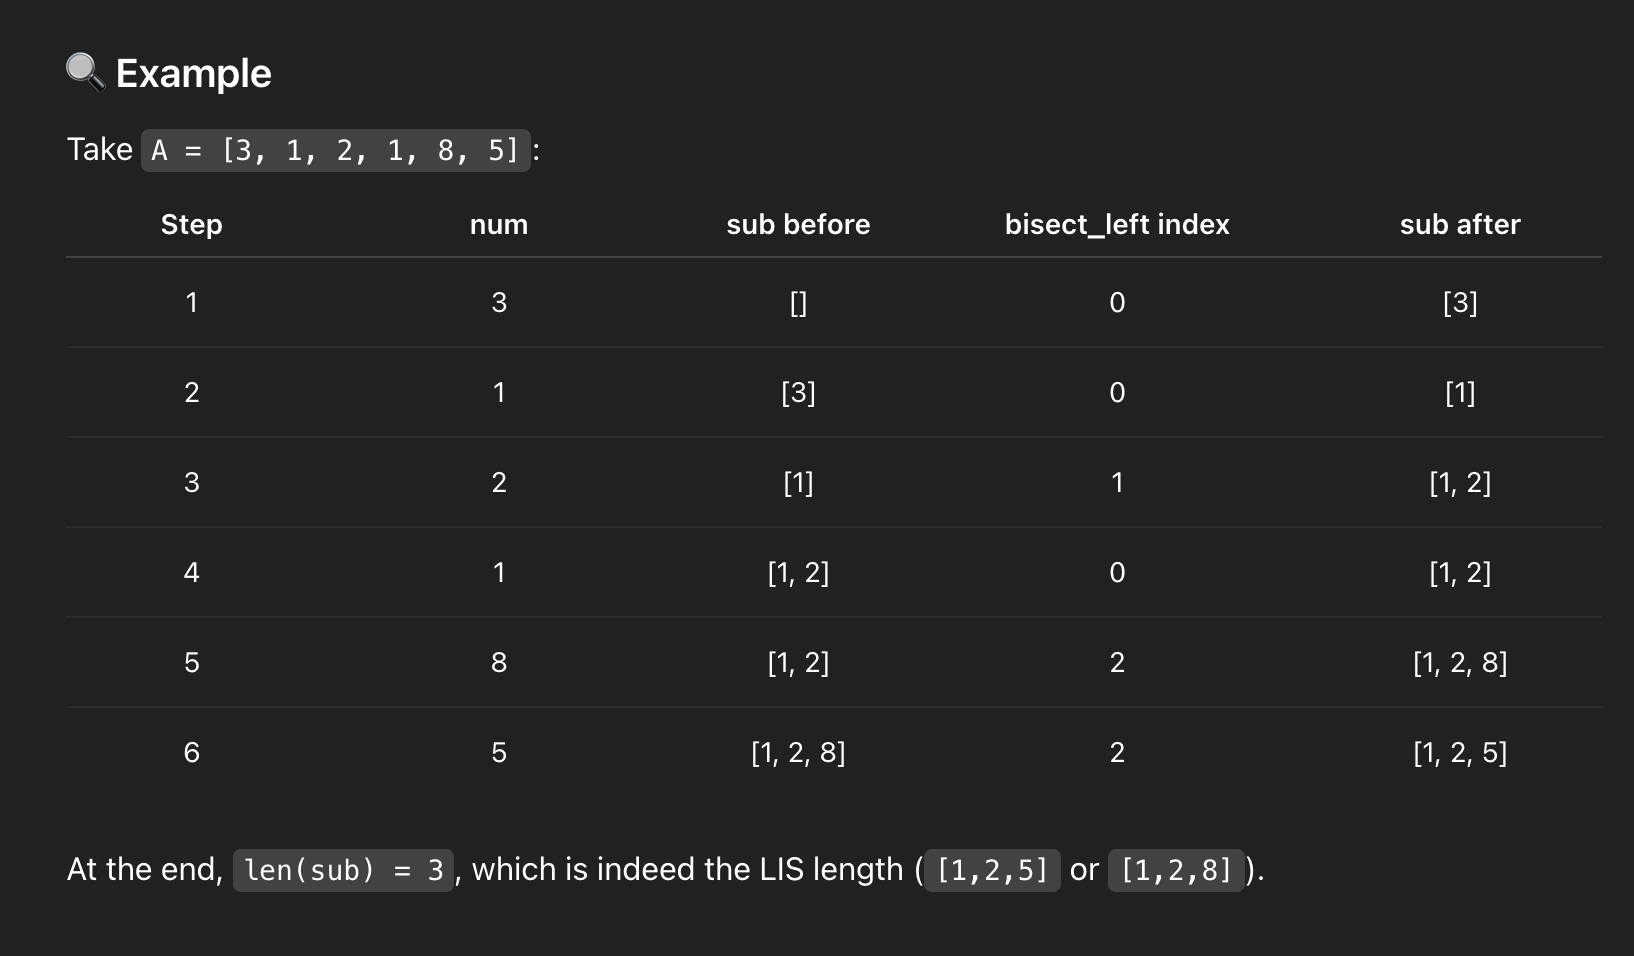 🔍 Example
Take A = [3, 1, 2, 1, 8, 5]:
Step num sub before bisect_left index sub after
1 3 [] 0 [3]
2 1 [3] 0 [1]
3 2 [1] 1 [1, 2]
4 1 [1, 2] 0 [1, 2]
5 8 [1, 2] 2 [1, 2, 8]
6 5 [1, 2, 8] 2 [1, 2, 5]
At the end, len(sub) = 3, which is indeed the LIS length ([1,2,5] or [1,2,8]).